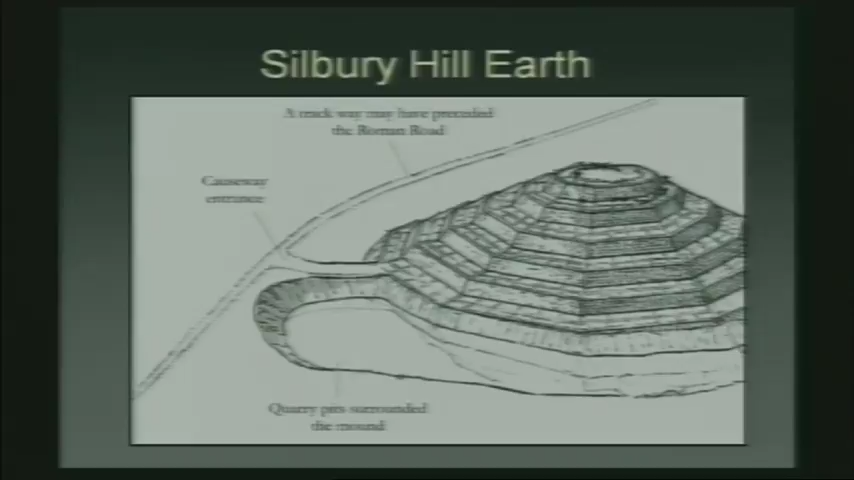 Silbury Hill Earth
A track way may have preceded
the Roman Road
Causeway
entrance
Quarry pits surrounded
the mound